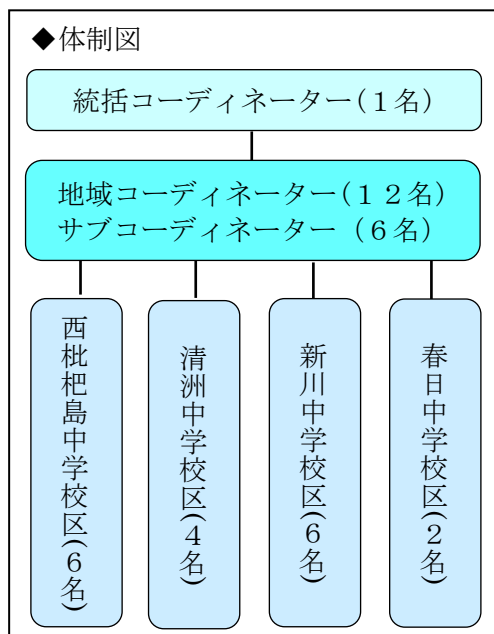 ◆体制図
統括コーディネーター(１名)
地域コーディネーター(１２名)
サブコーディネーター（６名）
西枇杷島中学校区(６名)
清洲中学校区(４名)
新川中学校区(６名)
春日中学校区(２名)